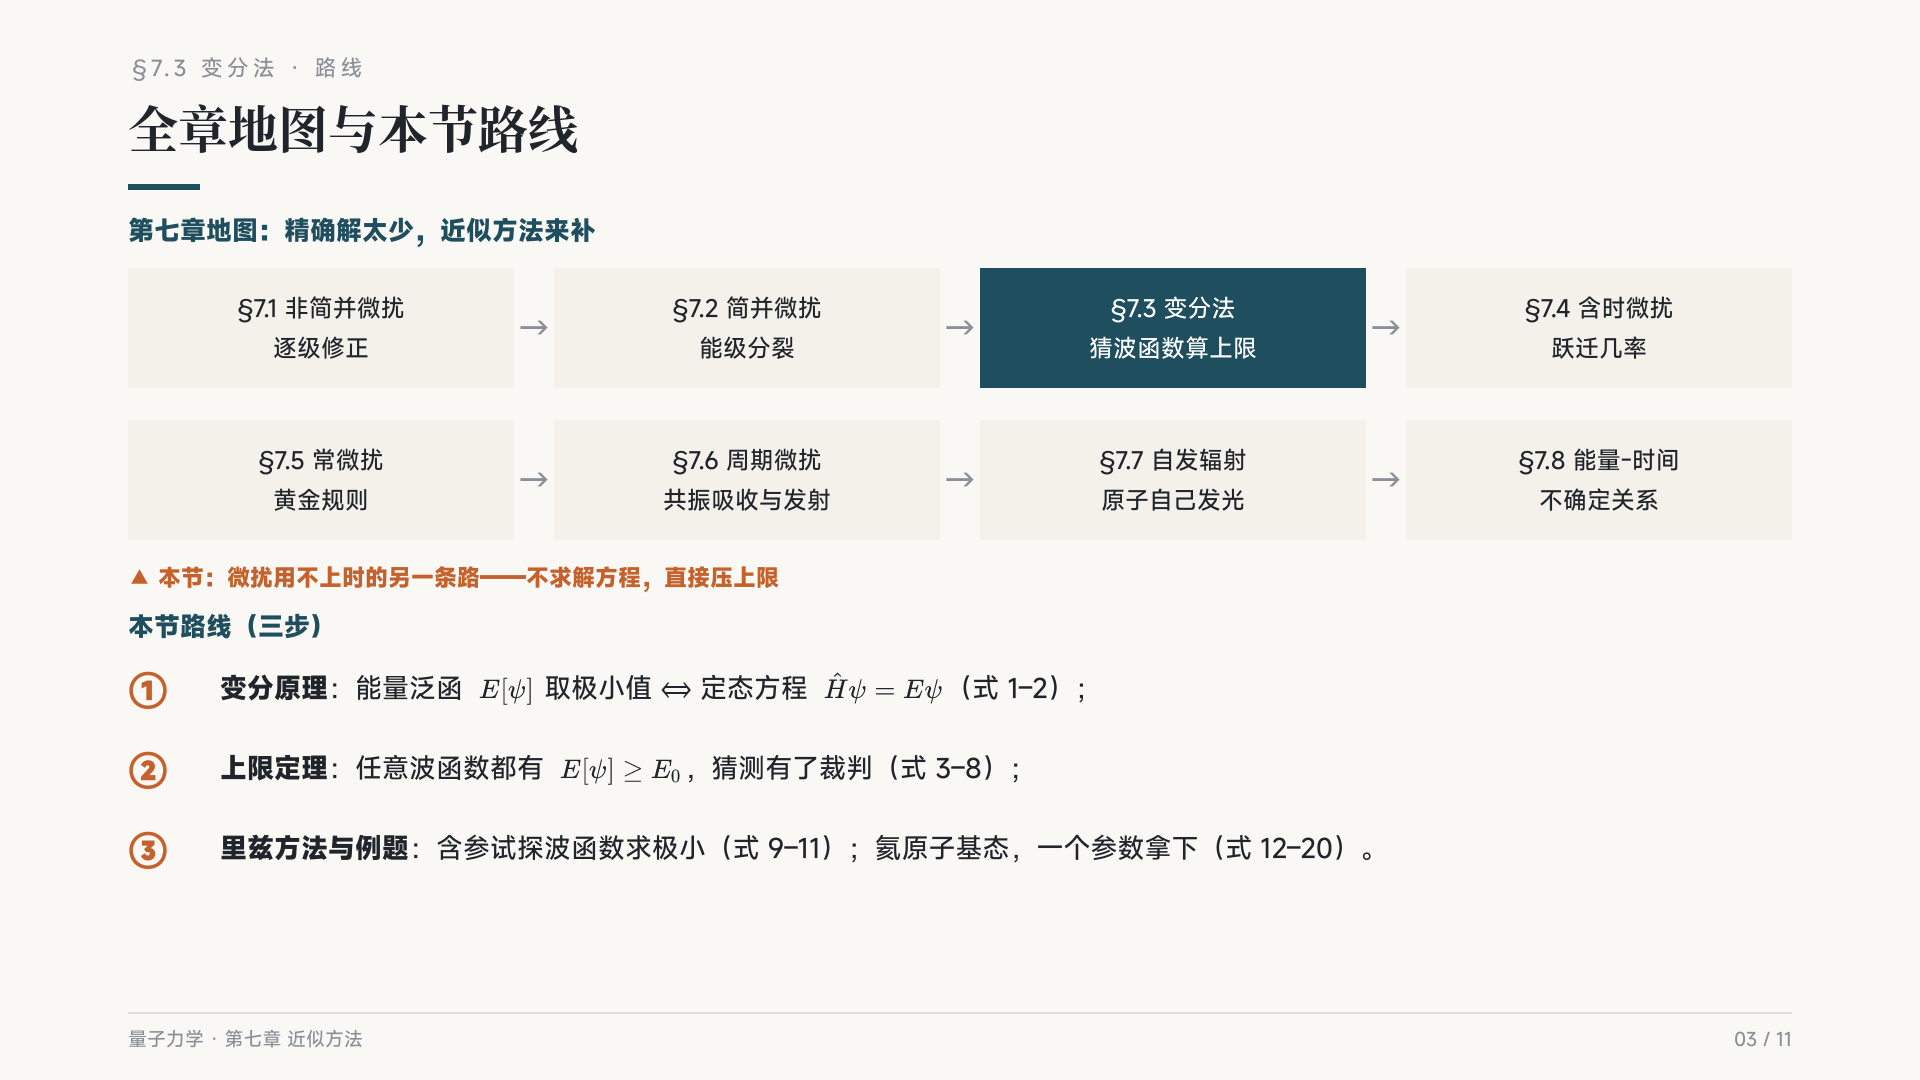 §7.3 变分法 · 路线
全章地图与本节路线
第七章地图：精确解太少，近似方法来补
§7.1 非简并微扰
逐级修正
→
§7.2 简并微扰
能级分裂
→
§7.3 变分法
猜波函数算上限
→
§7.4 含时微扰
跃迁几率
§7.5 常微扰
黄金规则
→
§7.6 周期微扰
共振吸收与发射
→
§7.7 自发辐射
原子自己发光
→
§7.8 能量-时间
不确定关系
▲ 本节：微扰用不上时的另一条路——不求解方程，直接压上限
本节路线（三步）
① 变分原理：能量泛函 E[ψ] 取极小值 ⟺ 定态方程 Ĥψ = Eψ（式 1–2）；
② 上限定理：任意波函数都有 E[ψ] ≥ E₀，猜测有了裁判（式 3–8）；
③ 里兹方法与例题：含参试探波函数求极小（式 9–11）；氦原子基态，一个参数拿下（式 12–20）。
量子力学 · 第七章 近似方法
03 / 11